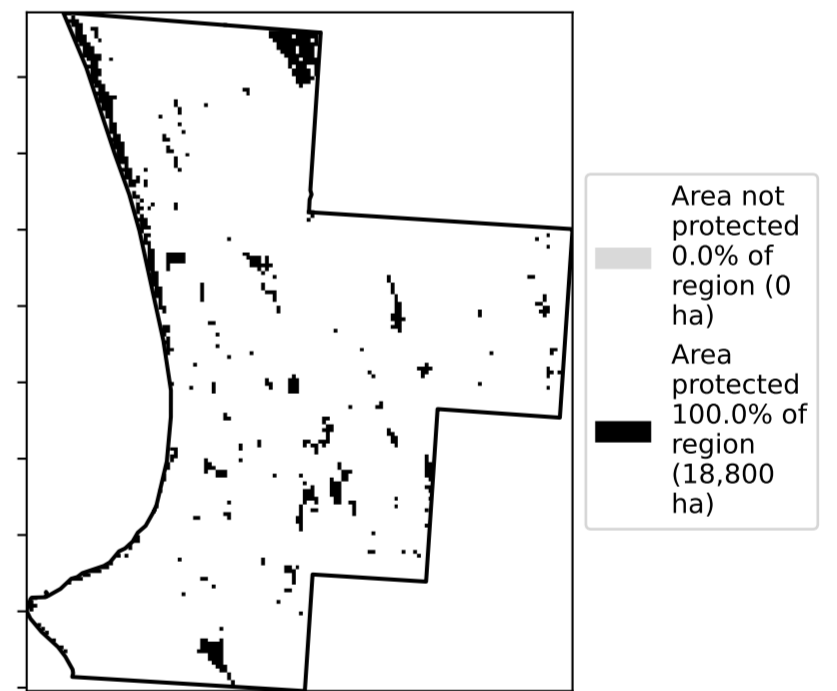 Area not
protected
0.0% of
region (0
ha)
Area
protected
100.0% of
region
(18,800
ha)